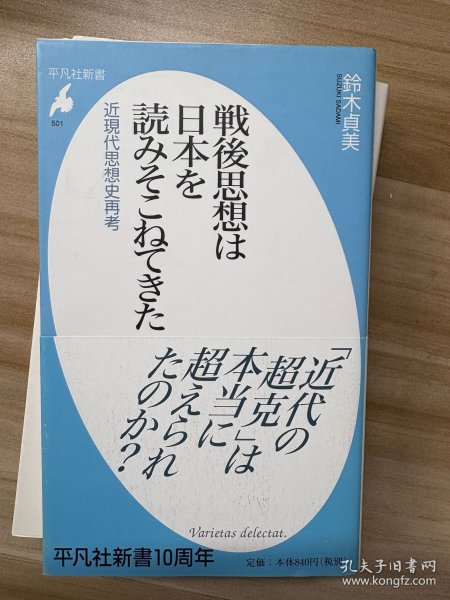 平凡社新書
501
鈴木貞美
SUZUKI SADAMI
戦後思想は
日本を
読みそこねてきた
近現代思想史再考
「近代の
超克」は
本当に
超えられ
たのか?
Varietas delectat.
平凡社新書10周年
定価:本体840円(税別)
孔夫子旧书网
www.kongfz.com